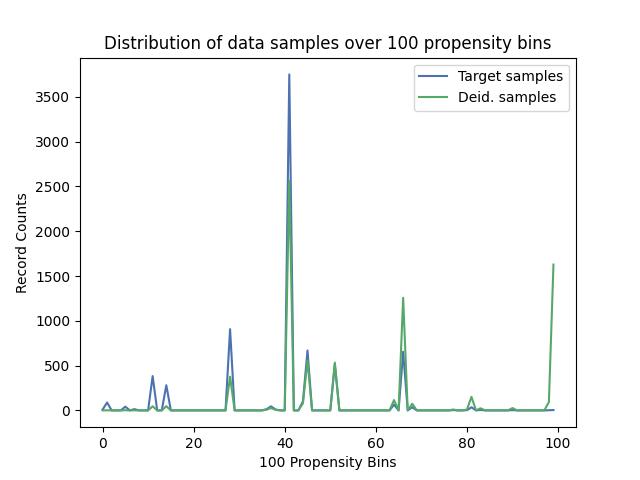 Distribution of data samples over 100 propensity bins
Target samples
Deid. samples
Record Counts
3500
3000
2500
2000
1500
1000
500
0
0 20 40 60 80 100
100 Propensity Bins